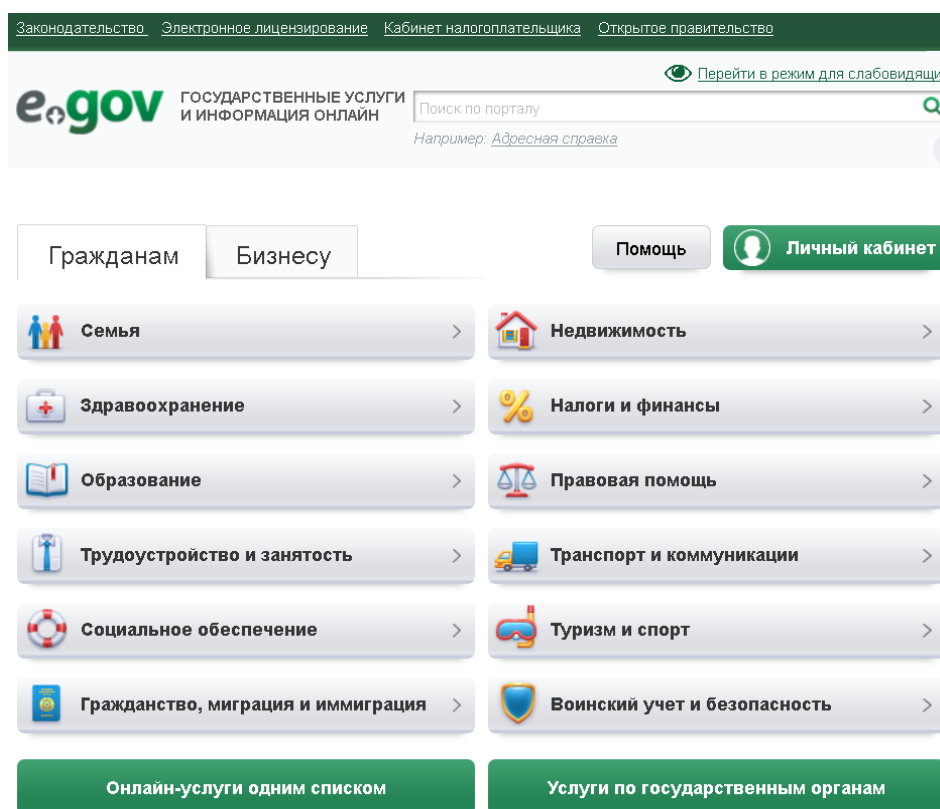 Законодательство Электронное лицензирование Кабинет налогоплательщика Открытое правительство
Перейти в режим для слабовидящи
e.gov
ГОСУДАРСТВЕННЫЕ УСЛУГИ
И ИНФОРМАЦИЯ ОНЛАЙН
Поиск по порталу
Например: Адресная справка
Гражданам Бизнесу Помощь Личный кабинет
Семья Недвижимость
Здравоохранение Налоги и финансы
Образование Правовая помощь
Трудоустройство и занятость Транспорт и коммуникации
Социальное обеспечение Туризм и спорт
Гражданство, миграция и иммиграция Воинский учет и безопасность
Онлайн-услуги одним списком Услуги по государственным органам